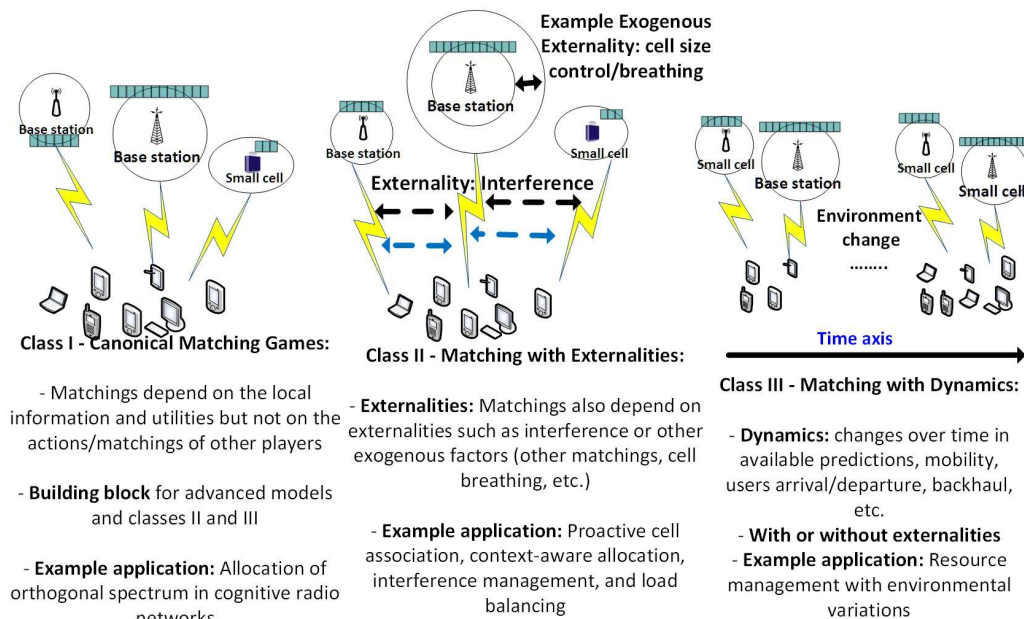 Base station
Base station
Small cell
Class I - Canonical Matching Games:
- Matchings depend on the local
information and utilities but not on the
actions/matchings of other players
- Building block for advanced models
and classes II and III
- Example application: Allocation of
orthogonal spectrum in cognitive radio
networks
Example Exogenous
Externality: cell size
control/breathing
Base station
Base station
Small cell
Externality: Interference
Class II - Matching with Externalities:
- Externalities: Matchings also depend on
externalities such as interference or other
exogenous factors (other matchings, cell
breathing, etc.)
- Example application: Proactive cell
association, context-aware allocation,
interference management, and load
balancing
Small cell
Base station
Small cell
Small cell
Environment
change
........
Time axis
Class III - Matching with Dynamics:
- Dynamics: changes over time in
available predictions, mobility,
users arrival/departure, backhaul,
etc.
- With or without externalities
- Example application: Resource
management with environmental
variations